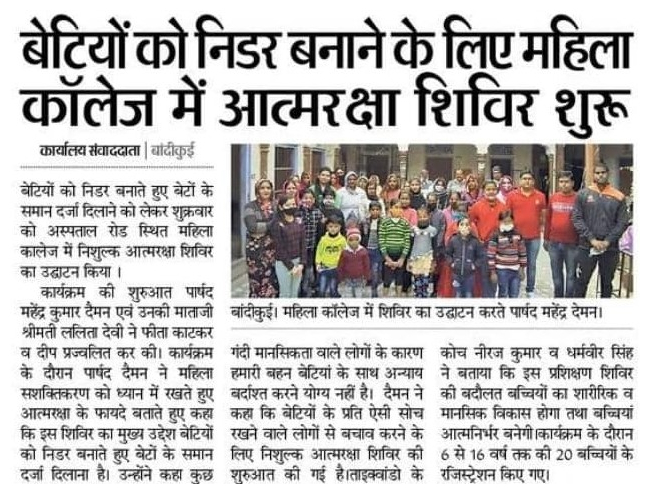 बेटियों को निडर बनाने के लिए महिला
कॉलेज में आत्मरक्षा शिविर शुरू
कार्यालय संवाददाता | बांदीकुई
बेटियों को निडर बनाते हुए बेटों के
समान दर्जा दिलाने को लेकर शुक्रवार
को अस्पताल रोड स्थित महिला
कालेज में निशुल्क आत्मरक्षा शिविर
का उद्घाटन किया ।
कार्यक्रम की शुरुआत पार्षद
महेंद्र कुमार दैमन एवं उनकी माताजी
श्रीमती ललिता देवी ने फीता काटकर
व दीप प्रज्वलित कर की। कार्यक्रम
के दौरान पार्षद दैमन ने महिला
सशक्तिकरण को ध्यान में रखते हुए
आत्मरक्षा के फायदे बताते हुए कहा
कि इस शिविर का मुख्य उद्देश बेटियों
को निडर बनाते हुए बेटों के समान
दर्जा दिलाना है। उन्होंने कहा कुछ
बांदीकुई। महिला कॉलेज में शिविर का उद्घाटन करते पार्षद महेंद्र देमन।
गंदी मानसिकता वाले लोगों के कारण
हमारी बहन बेटियां के साथ अन्याय
बर्दाश्त करने योग्य नहीं है। दैमन ने
कहा कि बेटियों के प्रति ऐसी सोच
रखने वाले लोगों से बचाव करने के
लिए निशुल्क आत्मरक्षा शिविर की
शुरुआत की गई है।ताइक्वांडो के
कोच नीरज कुमार व धर्मवीर सिंह
ने बताया कि इस प्रशिक्षण शिविर
की बदौलत बच्चियों का शारीरिक व
मानसिक विकास होगा तथा बच्चियां
आत्मनिर्भर बनेगी।कार्यक्रम के दौरान
6 से 16 वर्ष तक की 20 बच्चियों के
रजिस्ट्रेशन किए गए।